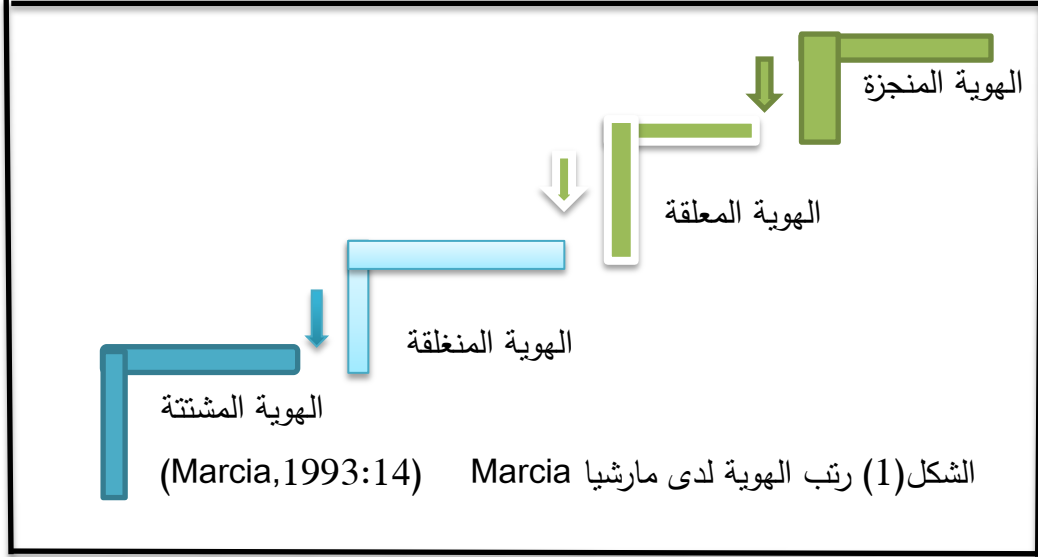 الهوية المنجزة
الهوية المعلقة
الهوية المنغلقة
الهوية المشتتة
الشكل(1) رتب الهوية لدى مارشيا Marcia (Marcia,1993:14)